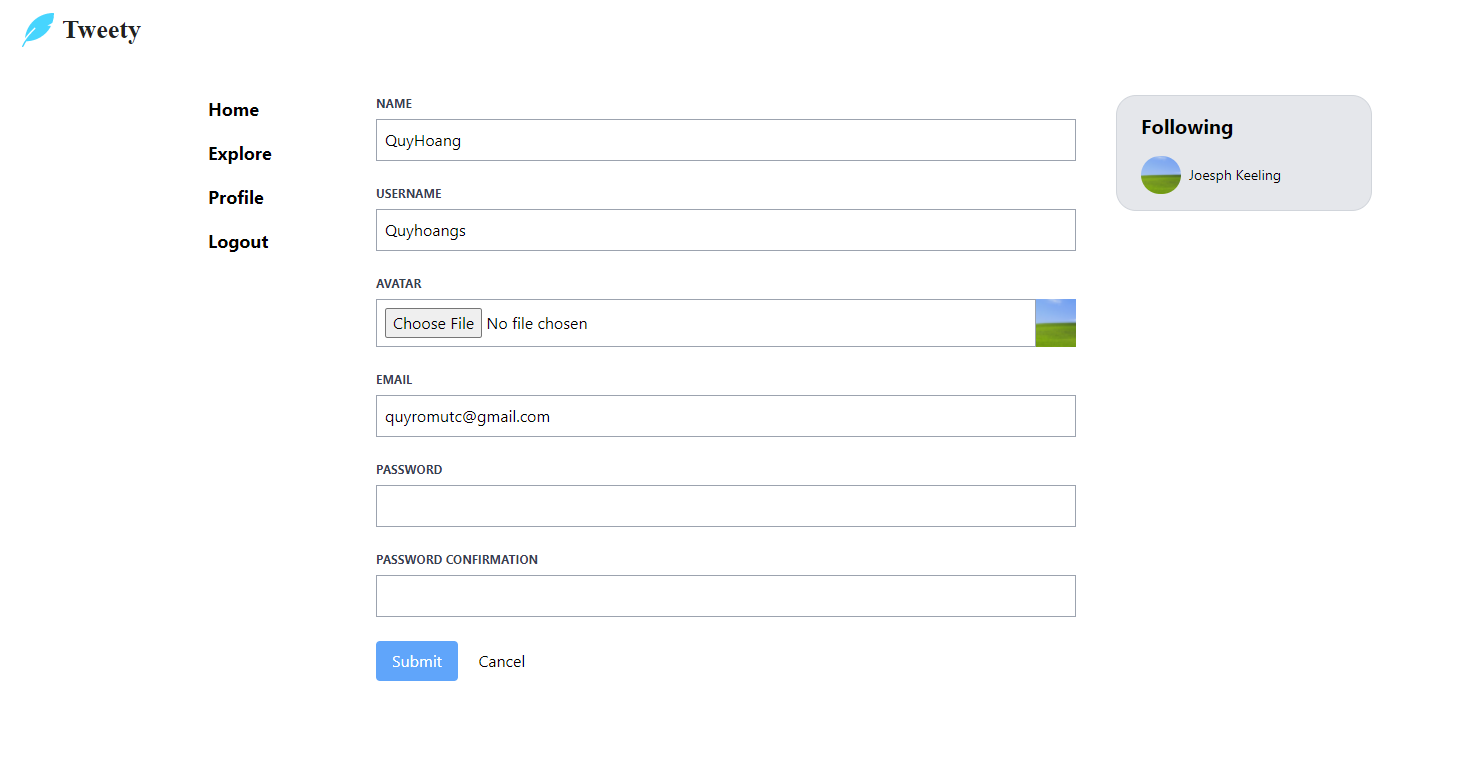 Tweety
Home
Explore
Profile
Logout
NAME
QuyHoang
USERNAME
Quyhoangs
AVATAR
Choose File No file chosen
EMAIL
quyromutc@gmail.com
PASSWORD
PASSWORD CONFIRMATION
Submit Cancel
Following
Joesph Keeling